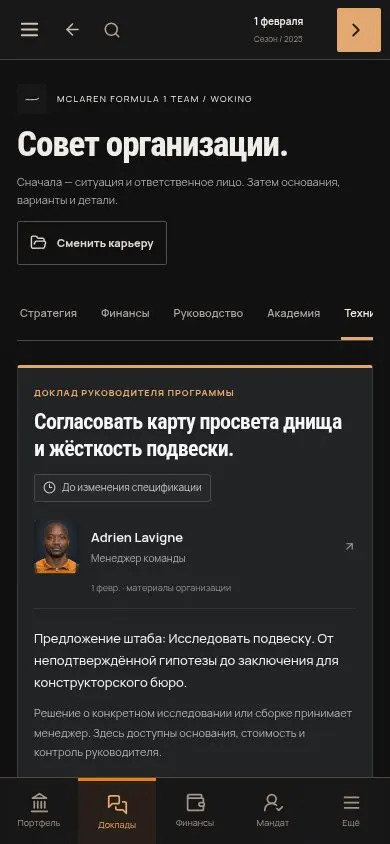 1 февраля
Сезон / 2025
MCLAREN FORMULA 1 TEAM / WOKING
Совет организации.
Сначала — ситуация и ответственное лицо. Затем основания,
варианты и детали.
Сменить карьеру
Стратегия Финансы Руководство Академия Техни
ДОКЛАД РУКОВОДИТЕЛЯ ПРОГРАММЫ
Согласовать карту просвета днища
и жёсткость подвески.
До изменения спецификации
Adrien Lavigne
Менеджер команды
1 февр. · материалы организации
Предложение штаба: Исследовать подвеску. От
неподтверждённой гипотезы до заключения для
конструкторского бюро.
Решение о конкретном исследовании или сборке принимает
менеджер. Здесь доступны основания, стоимость и
контроль руководителя.
Портфель Доклады Финансы Мандат Ещё